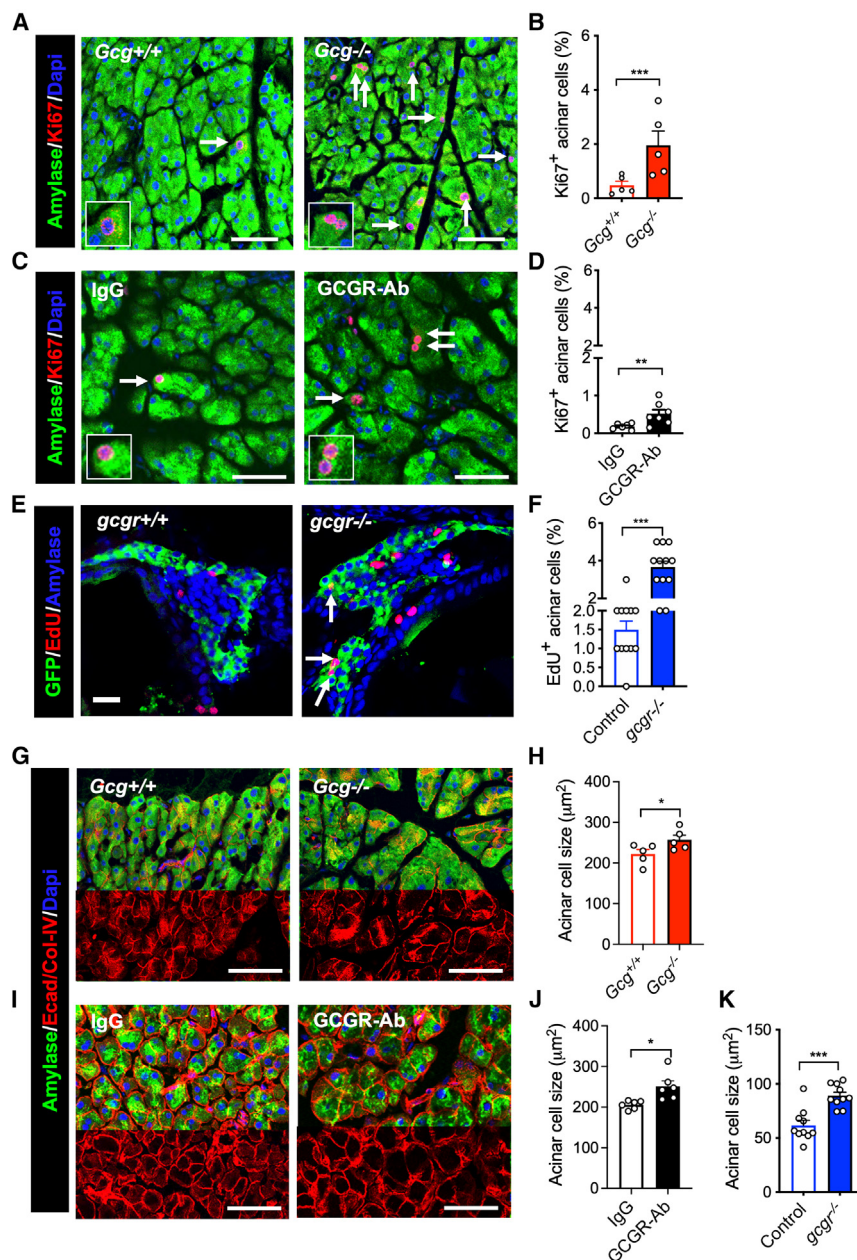 A
Amylase/Ki67/Dapi
Gcg+/+
Gcg-/-
B
Ki67+ acinar cells (%)
6
4
2
0
***
Gcg+/+
Gcg-/-
C
Amylase/Ki67/Dapi
IgG
GCGR-Ab
D
Ki67+ acinar cells (%)
6
4
2
1
0
**
IgG
GCGR-Ab
E
GFP/EdU/Amylase
gcgr+/+
gcgr-/-
F
EdU+ acinar cells (%)
6
4
2
2.0
1.5
1.0
0.5
0
***
Control
gcgr-/-
G
Amylase/Ecad/Col-IV/Dapi
Gcg+/+
Gcg-/-
H
Acinar cell size (μm2)
400
300
200
100
0
*
Gcg+/+
Gcg-/-
I
IgG
GCGR-Ab
J
Acinar cell size (μm2)
400
300
200
100
0
*
IgG
GCGR-Ab
K
Acinar cell size (μm2)
150
100
50
0
***
Control
gcgr-/-